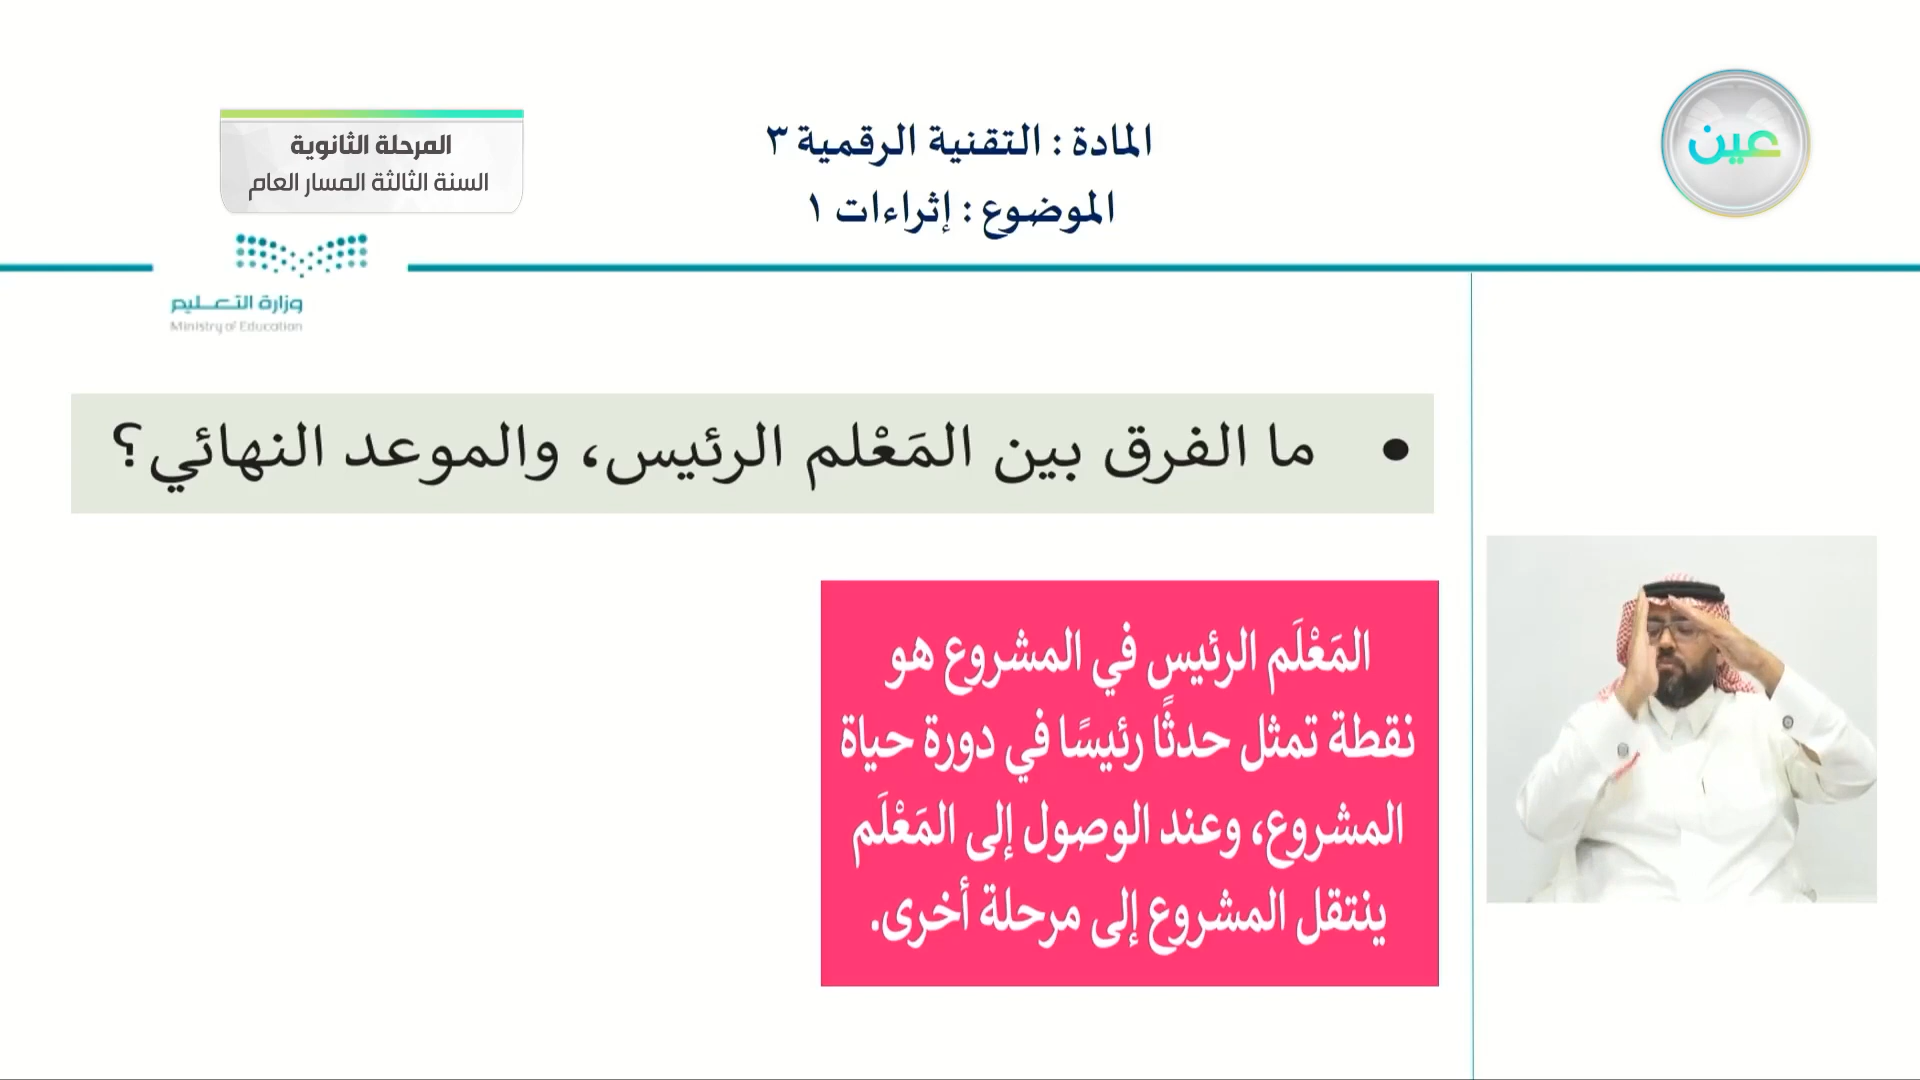 عين
المادة : التقنية الرقمية ٣
الموضوع : إثراءات ١
المرحلة الثانوية
السنة الثالثة المسار العام
وزارة التعـليم
Ministry of Education
• ما الفرق بين المَعْلم الرئيس، والموعد النهائي؟
المَعْلَم الرئيس في المشروع هو
نقطة تمثل حدثًا رئيسًا في دورة حياة
المشروع، وعند الوصول إلى المَعْلَم
ينتقل المشروع إلى مرحلة أخرى.